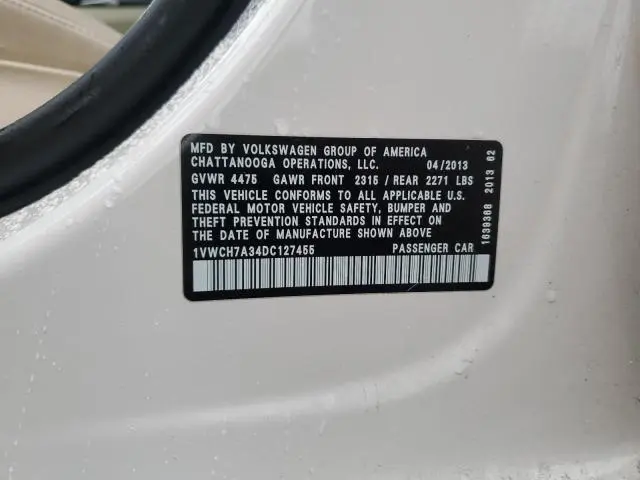 MFD BY VOLKSWAGEN GROUP OF AMERICA
CHATTANOOGA OPERATIONS, LLC. 04/2013
GVWR 4475 GAWR FRONT 2315 / REAR 2271 LBS
THIS VEHICLE CONFORMS TO ALL APPLICABLE U.S.
FEDERAL MOTOR VEHICLE SAFETY, BUMPER AND
THEFT PREVENTION STANDARDS IN EFFECT ON
THE DATE OF MANUFACTURE SHOWN ABOVE
1VWCH7A34DC127455 PASSENGER CAR
1639368 2013 62